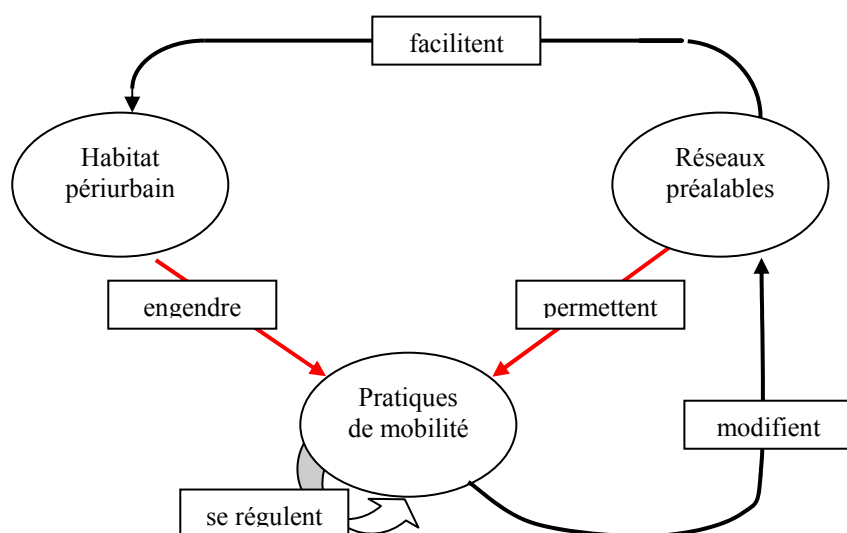 facilitent
Habitat
périurbain
Réseaux
préalables
engendre
permettent
Pratiques
de mobilité
modifient
se régulent